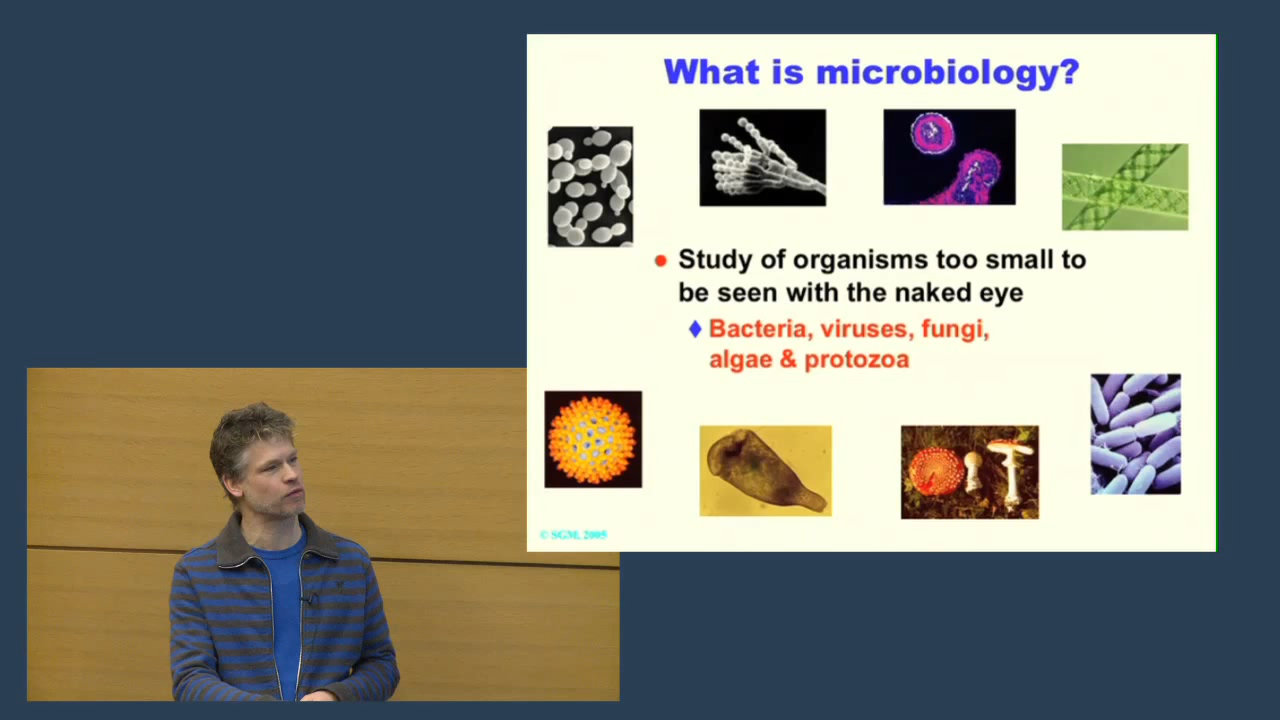 What is microbiology?
Study of organisms too small to
be seen with the naked eye
Bacteria, viruses, fungi,
algae & protozoa
© SGM, 2005